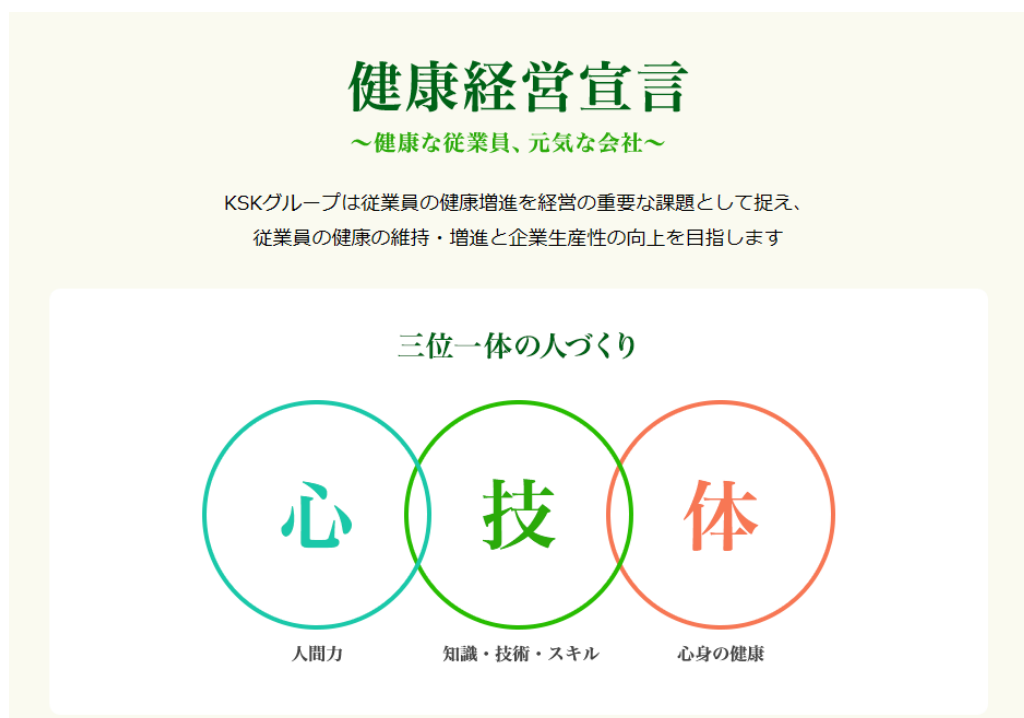 健康経営宣言
～健康な従業員、元気な会社～
KSKグループは従業員の健康増進を経営の重要な課題として捉え、
従業員の健康の維持・増進と企業生産性の向上を目指します
三位一体の人づくり
心 技 体
人間力 知識・技術・スキル 心身の健康